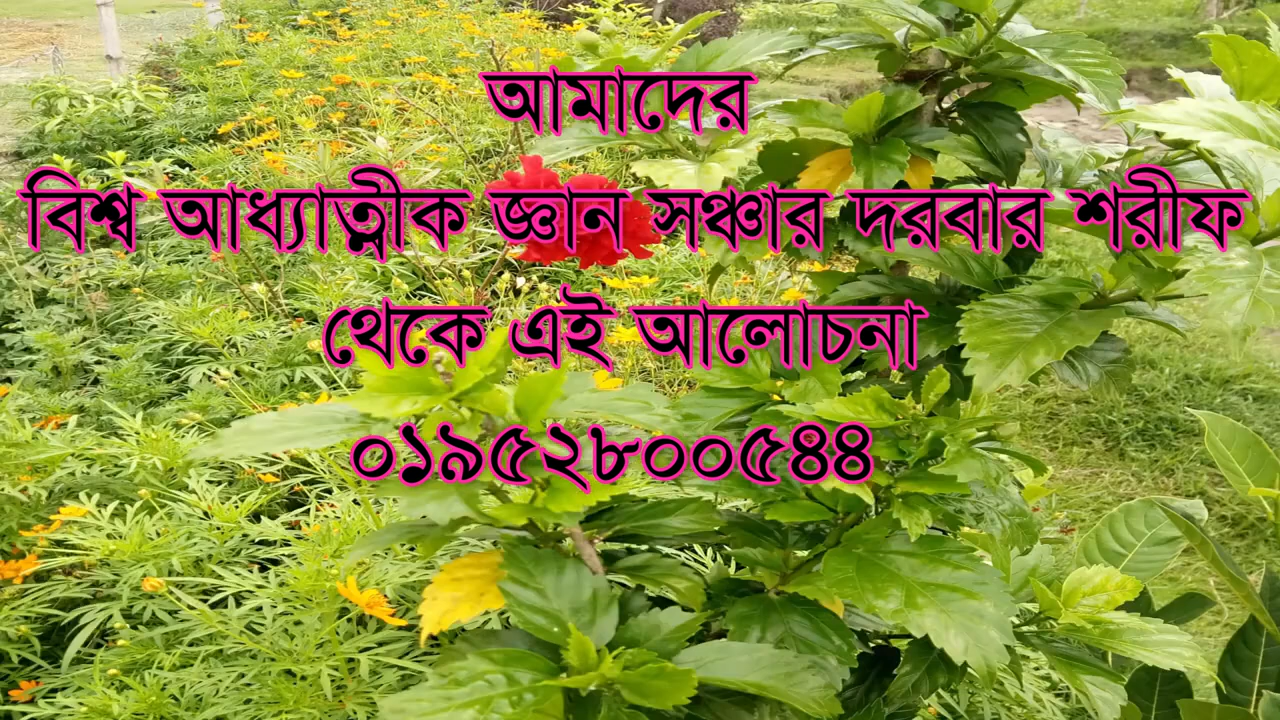 আমাদের
বিশ্ব আধ্যাত্নীক জ্ঞান সঞ্চার দরবার শরীফ
থেকে এই আলোচনা
০১৯৫২৮০০৫৪৪